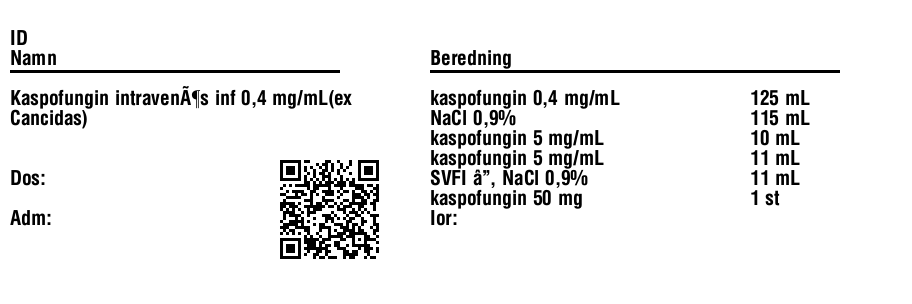 ID
Namn
Kaspofungin intravenÃ¶s inf 0,4 mg/mL(ex
Cancidas)
Dos:
Adm:
Beredning
kaspofungin 0,4 mg/mL 125 mL
NaCl 0,9% 115 mL
kaspofungin 5 mg/mL 10 mL
kaspofungin 5 mg/mL 11 mL
SVFI â”, NaCl 0,9% 11 mL
kaspofungin 50 mg 1 st
Ior: